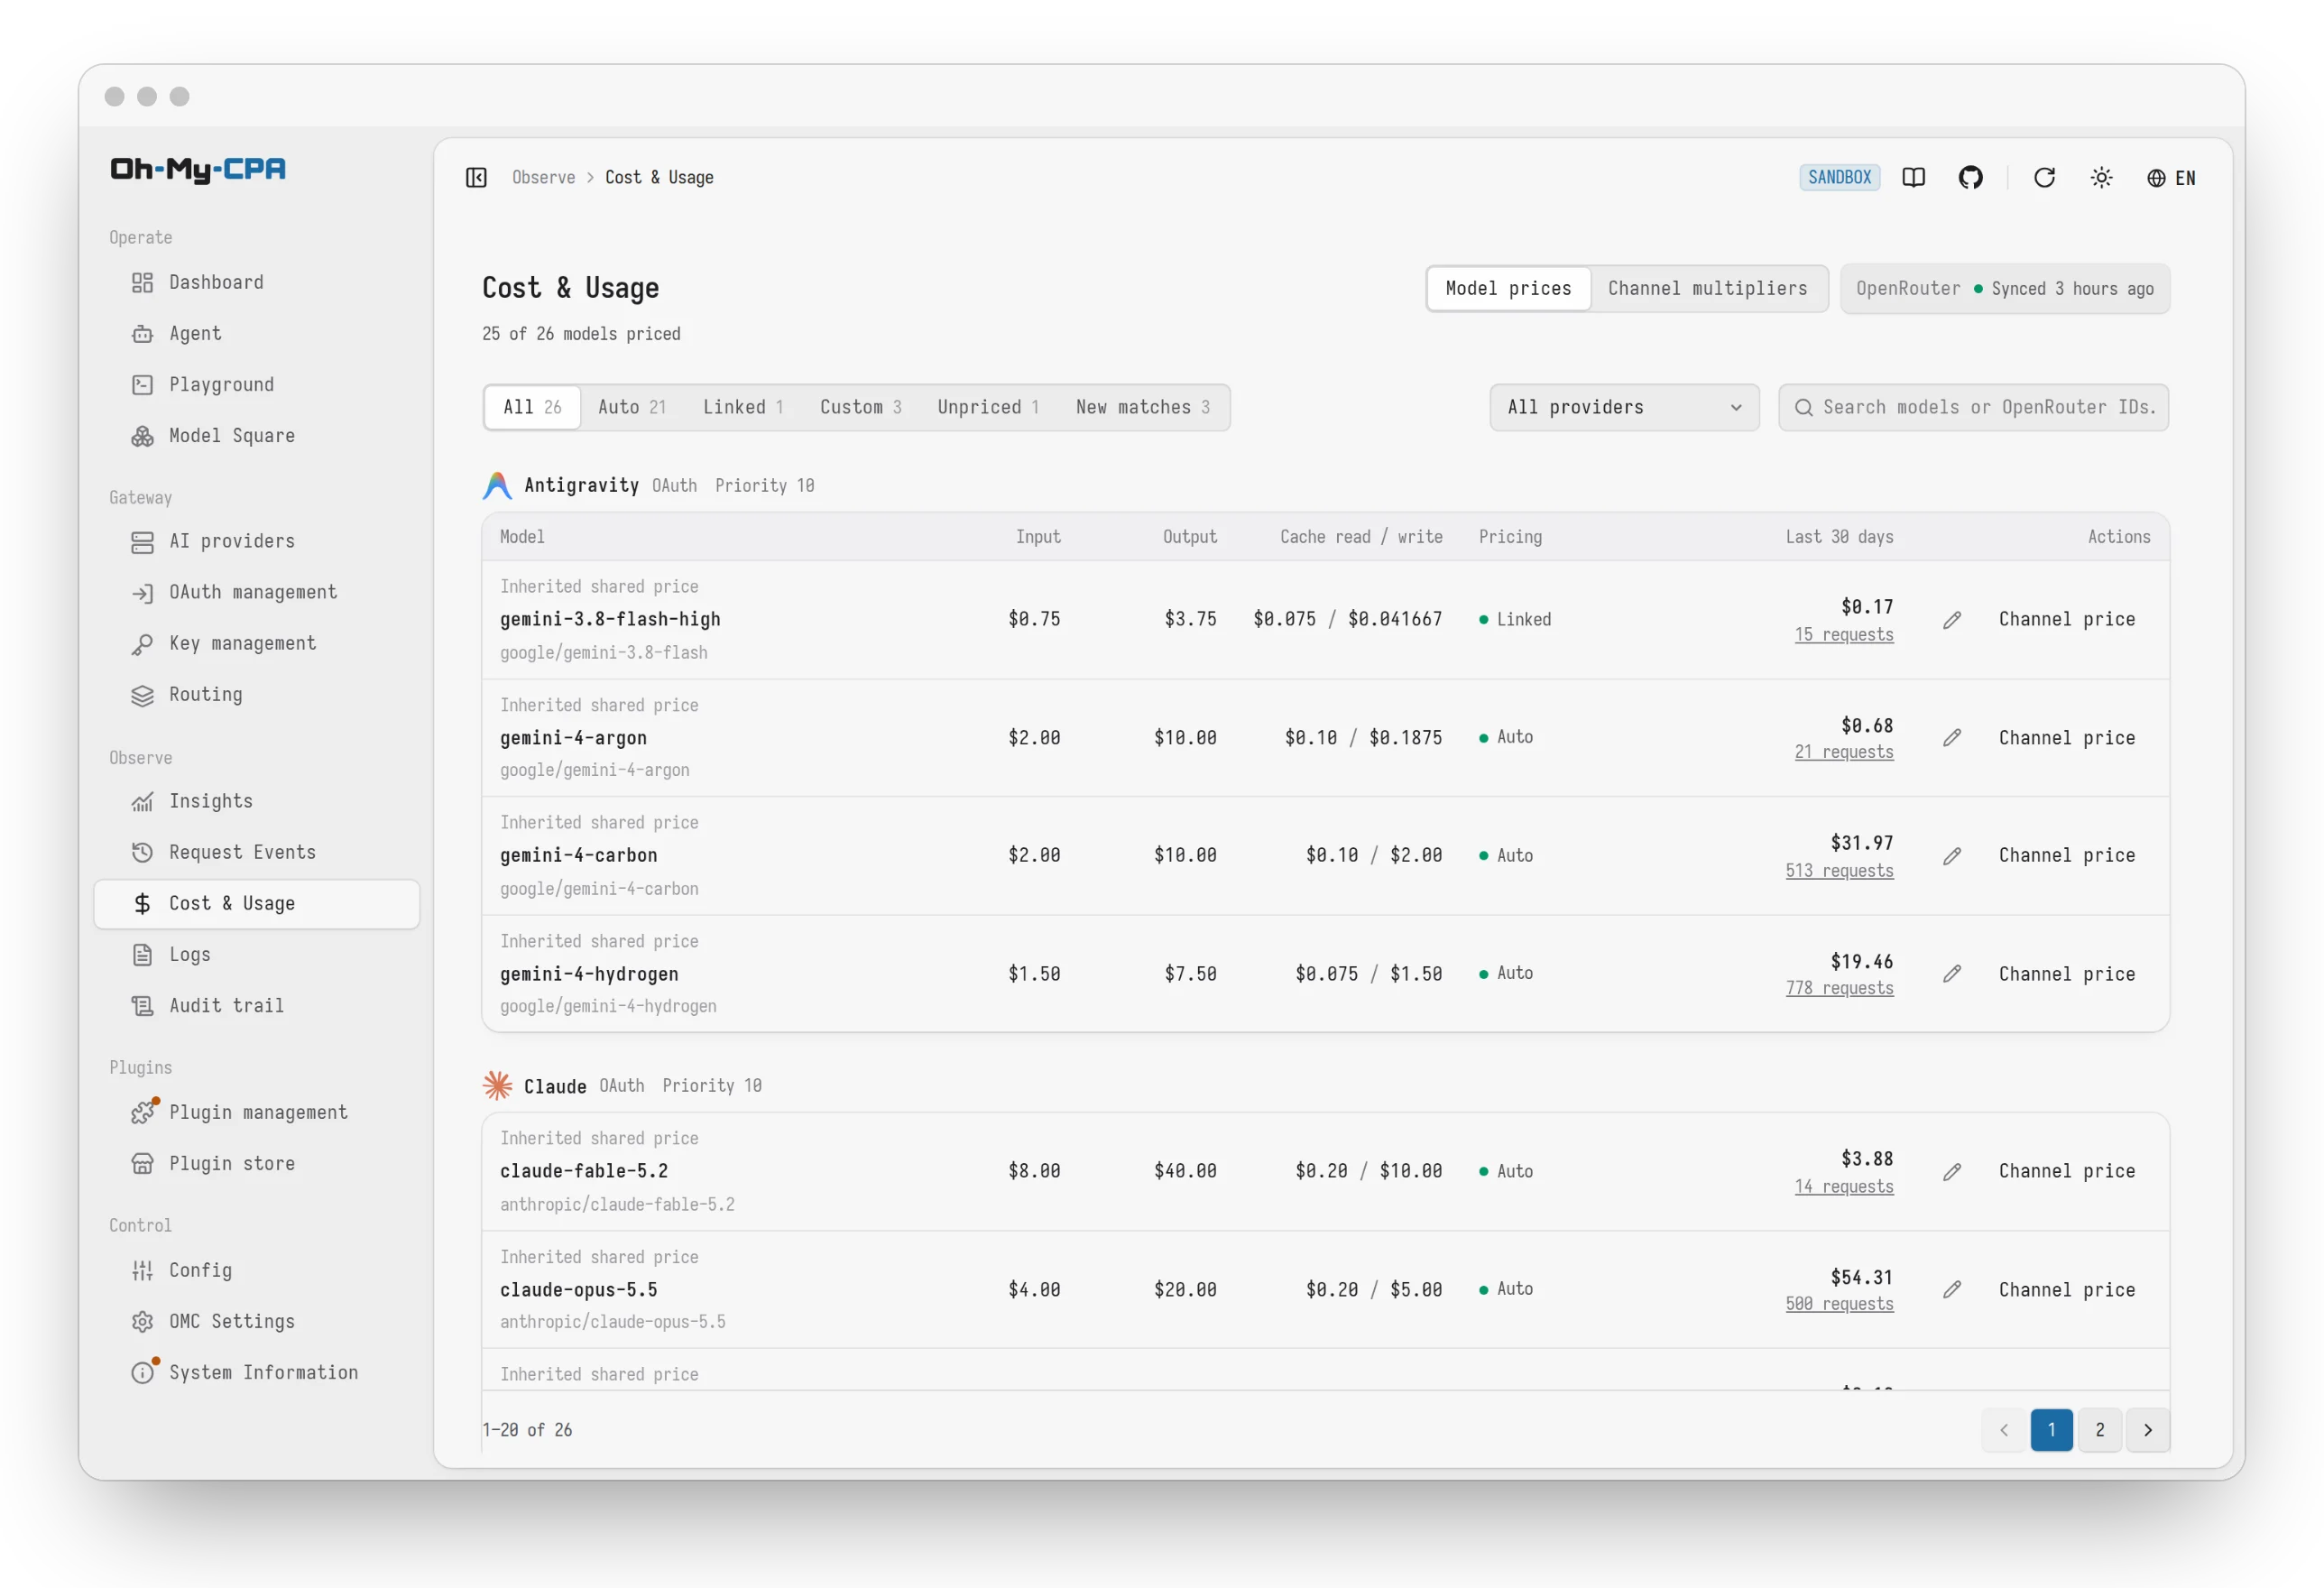 Oh-My-CPA
Operate
Dashboard
Agent
Playground
Model Square
Gateway
AI providers
OAuth management
Key management
Routing
Observe
Insights
Request Events
Cost & Usage
Logs
Audit trail
Plugins
Plugin management
Plugin store
Control
Config
OMC Settings
System Information
Observe > Cost & Usage
SANDBOX
EN
Cost & Usage
25 of 26 models priced
Model prices Channel multipliers
OpenRouter Synced 3 hours ago
All 26 Auto 21 Linked 1 Custom 3 Unpriced 1 New matches 3
All providers
Search models or OpenRouter IDs.
Antigravity OAuth Priority 10
Model Input Output Cache read / write Pricing Last 30 days Actions
Inherited shared price
gemini-3.8-flash-high $0.75 $3.75 $0.075 / $0.041667 Linked $0.17 Channel price
15 requests
google/gemini-3.8-flash
Inherited shared price
gemini-4-argon $2.00 $10.00 $0.10 / $0.1875 Auto $0.68 Channel price
21 requests
google/gemini-4-argon
Inherited shared price
gemini-4-carbon $2.00 $10.00 $0.10 / $2.00 Auto $31.97 Channel price
513 requests
google/gemini-4-carbon
Inherited shared price
gemini-4-hydrogen $1.50 $7.50 $0.075 / $1.50 Auto $19.46 Channel price
778 requests
google/gemini-4-hydrogen
Claude OAuth Priority 10
Inherited shared price
claude-fable-5.2 $8.00 $40.00 $0.20 / $10.00 Auto $3.88 Channel price
14 requests
anthropic/claude-fable-5.2
Inherited shared price
claude-opus-5.5 $4.00 $20.00 $0.20 / $5.00 Auto $54.31 Channel price
500 requests
anthropic/claude-opus-5.5
Inherited shared price
1–20 of 26
1 2